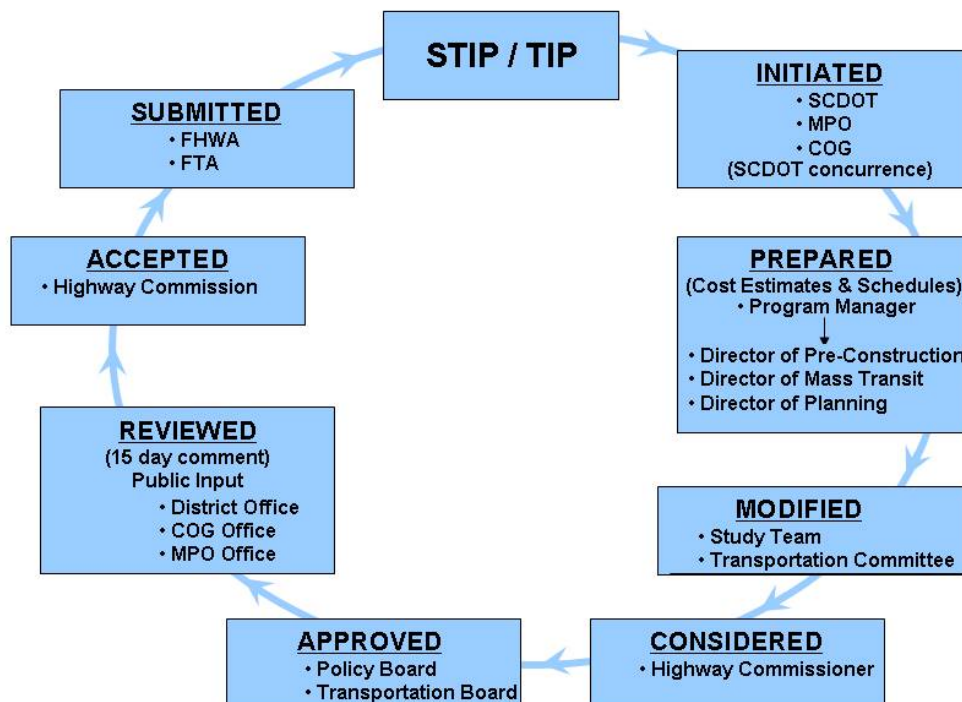 STIP / TIP
INITIATED
• SCDOT
• MPO
• COG
(SCDOT concurrence)
PREPARED
(Cost Estimates & Schedules)
• Program Manager
• Director of Pre-Construction
• Director of Mass Transit
• Director of Planning
MODIFIED
• Study Team
• Transportation Committee
CONSIDERED
• Highway Commissioner
APPROVED
• Policy Board
• Transportation Board
REVIEWED
(15 day comment)
Public Input
• District Office
• COG Office
• MPO Office
ACCEPTED
• Highway Commission
SUBMITTED
• FHWA
• FTA